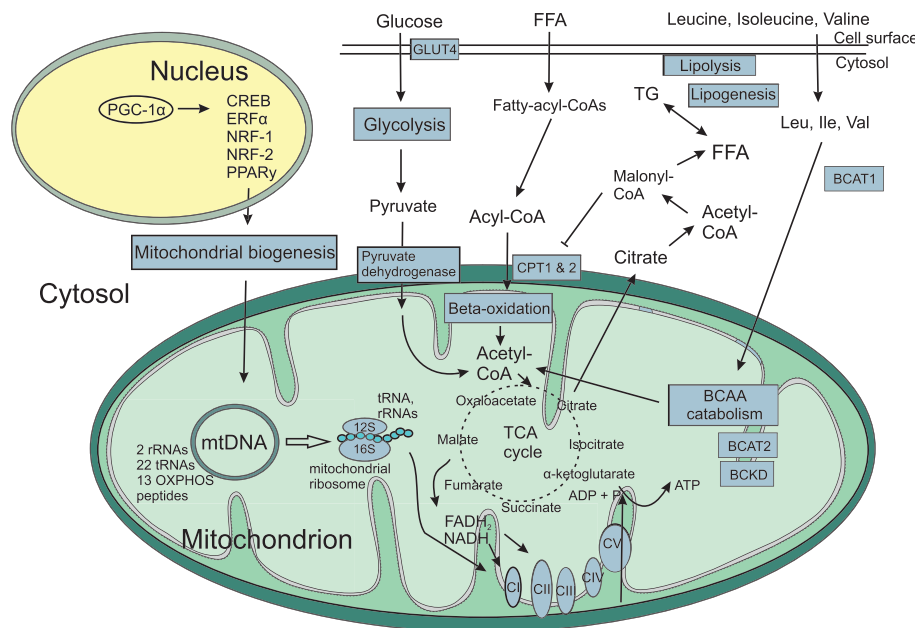 Glucose
FFA
Leucine, Isoleucine, Valine
Cell surface
GLUT4
Cytosol
Lipolysis
Nucleus
TG
Lipogenesis
PGC-1α
CREB
ERFα
NRF-1
NRF-2
PPARγ
Fatty-acyl-CoAs
Glycolysis
Leu, Ile, Val
FFA
Malonyl-
CoA
BCAT1
Pyruvate
Acyl-CoA
Acetyl-
CoA
Mitochondrial biogenesis
Pyruvate
dehydrogenase
CPT1 & 2
Citrate
Cytosol
Beta-oxidation
Acetyl-
CoA
BCAA
catabolism
tRNA,
rRNAs
Oxaloacetate
Citrate
12S
16S
mtDNA
2 rRNAs
22 tRNAs
13 OXPHOS
peptides
mitochondrial
ribosome
Malate
TCA
cycle
Isocitrate
BCAT2
BCKD
α-ketoglutarate
Fumarate
ADP + P
ATP
Succinate
Mitochondrion
FADH2
NADH
CI
CII
CII
CIV
CV